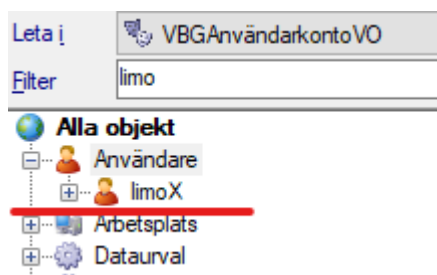 Leta i VBGAnvändarkontoVO
Filter limo
Alla objekt
Användare
limoX
Arbetsplats
Dataurval